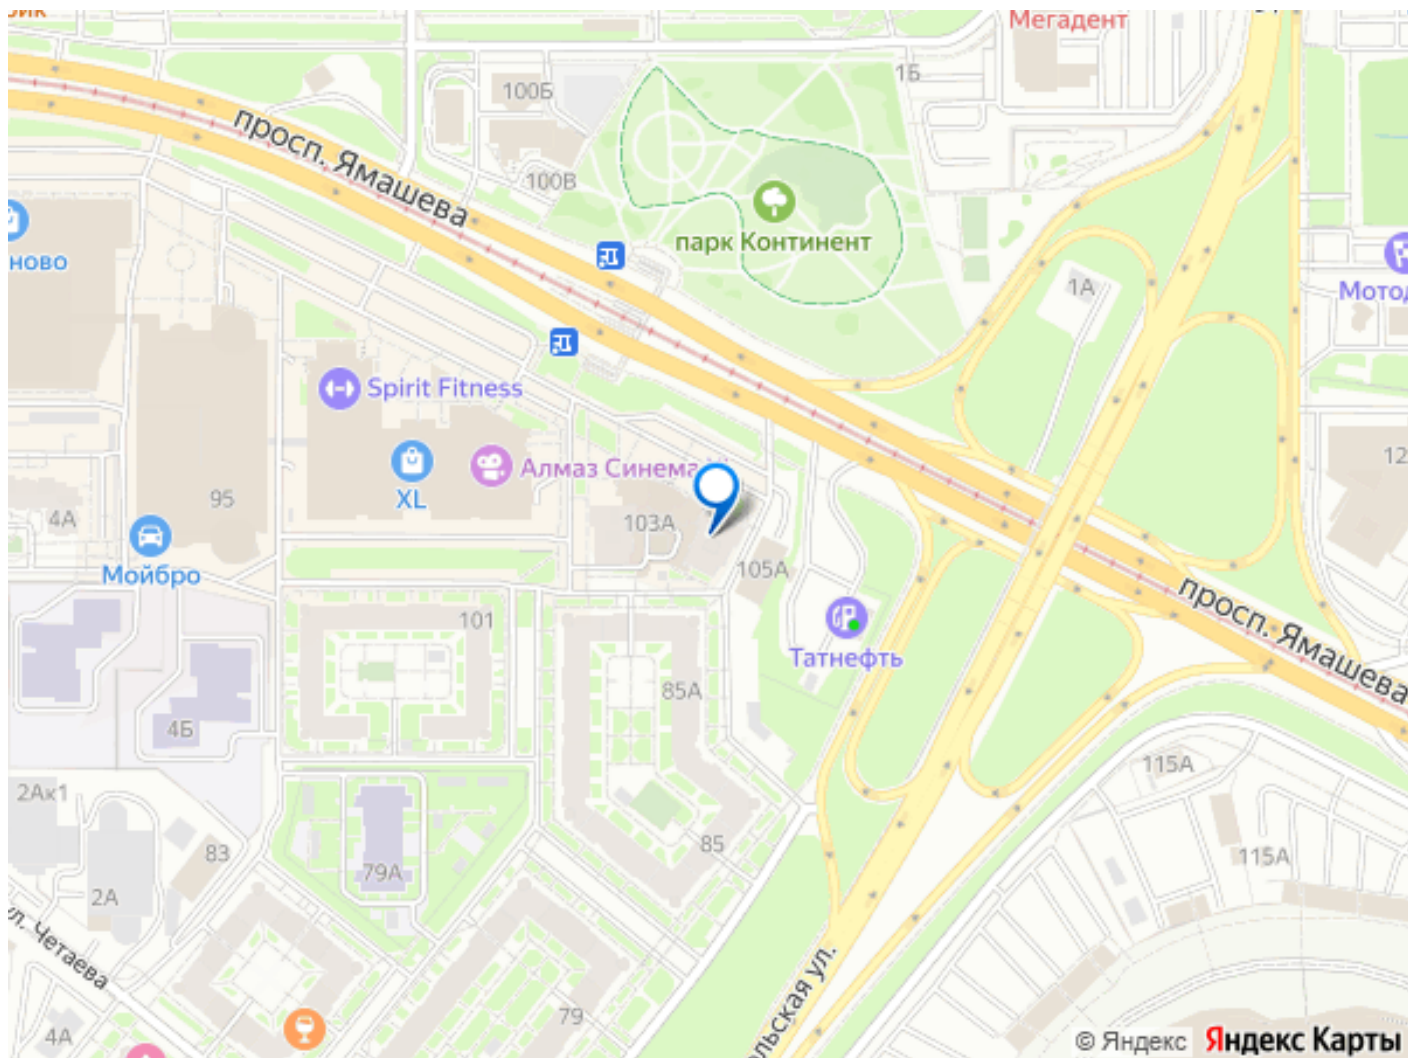 Мегадент
1Б
100Б
просп. Ямашева
100В
парк Континент
ново
1А
Мотод
Spirit Fitness
Алмаз Синема
XL
95
12
4А
103А
Мойбро
105А
просп. Ямашева
101
Татнефть
85А
4Б
115А
2Ак1
83
85
115А
79А
2А
ул. Четаева
79
4А
льская ул.
© Яндекс Яндекс Карты